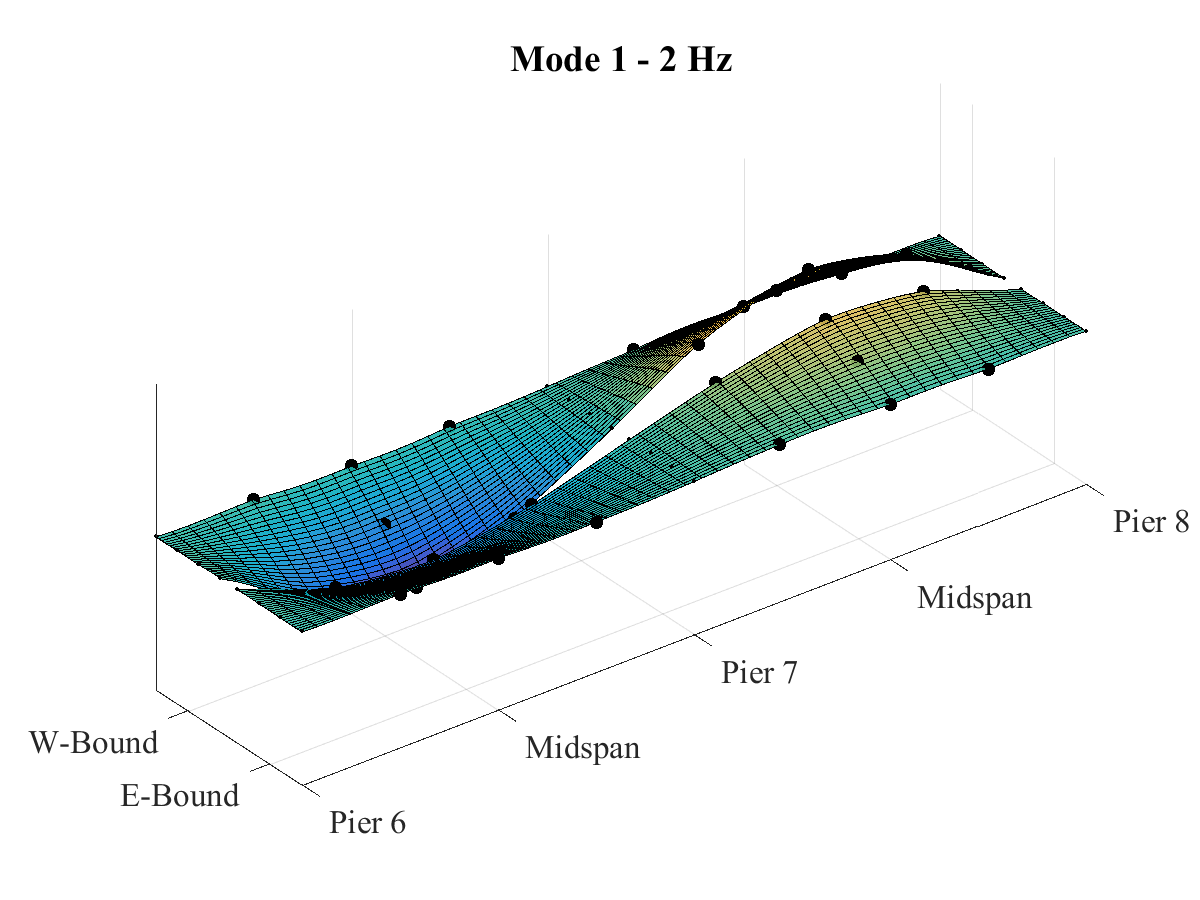 Mode 1 - 2 Hz
Pier 8
Midspan
Pier 7
W-Bound
Midspan
E-Bound
Pier 6